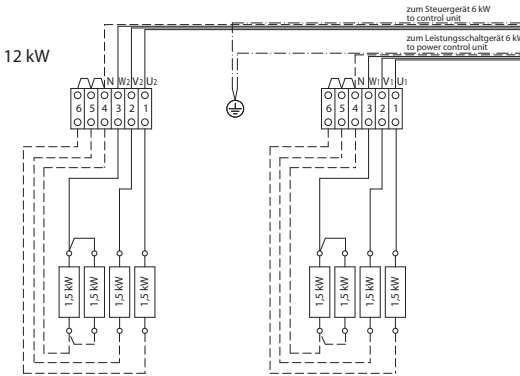 zum Steuergerät 6 kW
to control unit
zum Leistungsschaltgerät 6 kW
to power control unit
12 kW
N W2 V2 U2
N W1 V1 U1
6 5 4 3 2 1
6 5 4 3 2 1
1,5 kW 1,5 kW 1,5 kW 1,5 kW
1,5 kW 1,5 kW 1,5 kW 1,5 kW